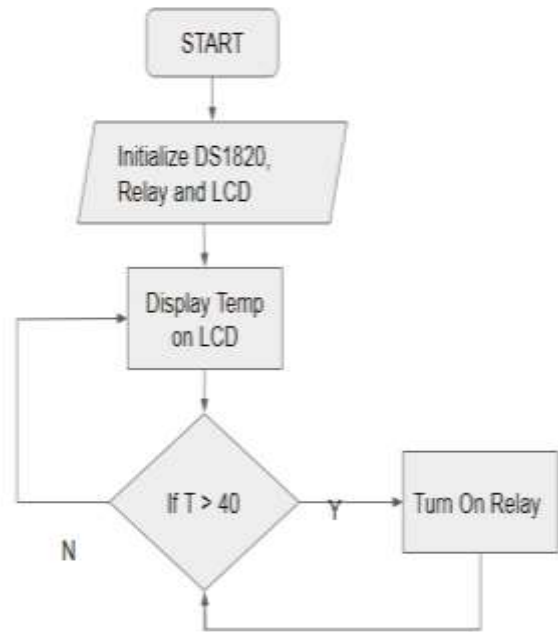 START
Initialize DS1820,
Relay and LCD
Display Temp
on LCD
If T > 40
Y
Turn On Relay
N